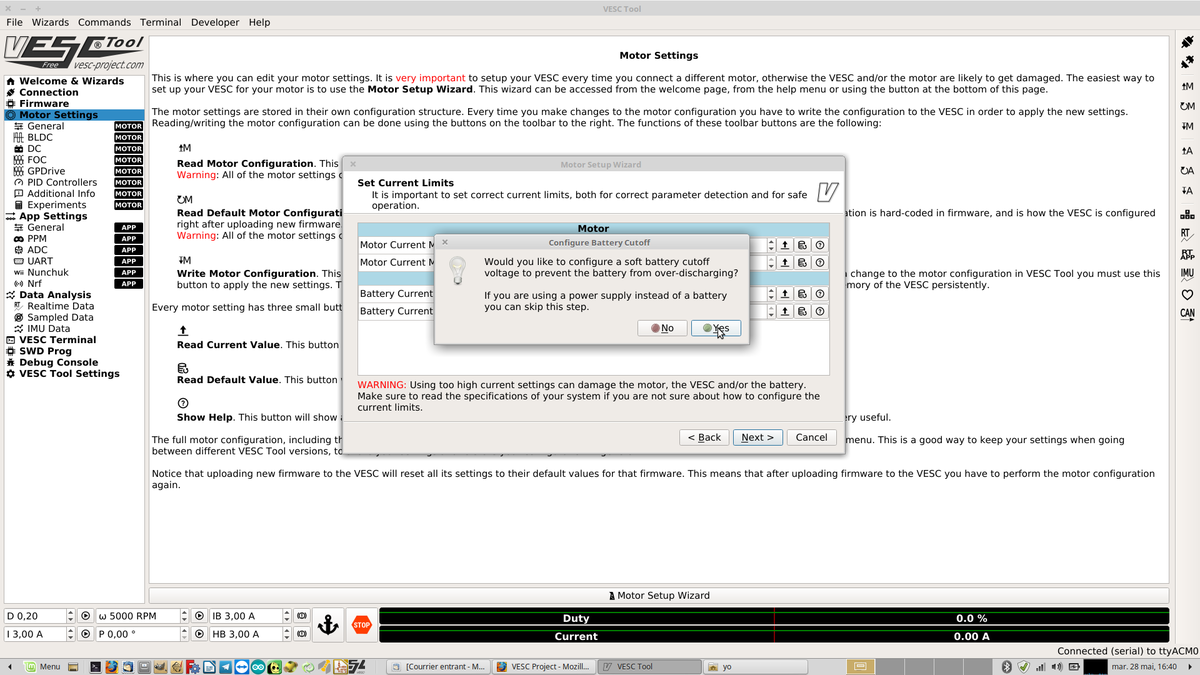 VESC Tool
File Wizards Commands Terminal Developer Help
VESC ® Tool
Free vesc-project.com
Welcome & Wizards
Connection
Firmware
Motor Settings
General MOTOR
BLDC MOTOR
DC MOTOR
FOC MOTOR
GPDrive MOTOR
PID Controllers MOTOR
Additional Info MOTOR
Experiments MOTOR
App Settings
General APP
PPM APP
ADC APP
UART APP
Nunchuk APP
Nrf APP
Data Analysis
Realtime Data
Sampled Data
IMU Data
VESC Terminal
SWD Prog
Debug Console
VESC Tool Settings
Motor Settings
This is where you can edit your motor settings. It is very important to setup your VESC every time you connect a different motor, otherwise the VESC and/or the motor are likely to get damaged. The easiest way to
set up your VESC for your motor is to use the Motor Setup Wizard. This wizard can be accessed from the welcome page, from the help menu or using the button at the bottom of this page.
The motor settings are stored in their own configuration structure. Every time you make changes to the motor configuration you have to write the configuration to the VESC in order to apply the new settings.
Reading/writing the motor configuration can be done using the buttons on the toolbar to the right. The functions of these toolbar buttons are the following:
Read Motor Configuration. This
Warning: All of the motor settings
Read Default Motor Configurati
ation is hard-coded in firmware, and is how the VESC is configured
right after uploading new firmware
Warning: All of the motor settings
Write Motor Configuration. This
change to the motor configuration in VESC Tool you must use this
button to apply the new settings. T
mory of the VESC persistently.
Every motor setting has three small butt
Read Current Value. This button
Read Default Value. This button
Show Help. This button will show
ery useful.
The full motor configuration, including th
menu. This is a good way to keep your settings when going
between different VESC Tool versions, to
Notice that uploading new firmware to the VESC will reset all its settings to their default values for that firmware. This means that after uploading firmware to the VESC you have to perform the motor configuration
again.
Motor Setup Wizard
Set Current Limits
It is important to set correct current limits, both for correct parameter detection and for safe
operation.
Motor
Motor Current M
Motor Current M
Battery Current
Battery Current
Configure Battery Cutoff
Would you like to configure a soft battery cutoff
voltage to prevent the battery from over-discharging?
If you are using a power supply instead of a battery
you can skip this step.
No Yes
WARNING: Using too high current settings can damage the motor, the VESC and/or the battery.
Make sure to read the specifications of your system if you are not sure about how to configure the
current limits.
< Back Next > Cancel
↑M
↻M
↓M
↑A
↻A
↓A
RT
RT APP
IMU
CAN
Motor Setup Wizard
D 0,20 ω 5000 RPM IB 3,00 A
I 3,00 A P 0,00 ° HB 3,00 A
STOP
Duty 0.0 %
Current 0.00 A
Connected (serial) to ttyACM0
Menu [Courrier entrant - M... VESC Project - Mozill... VESC Tool yo mar. 28 mai, 16:40